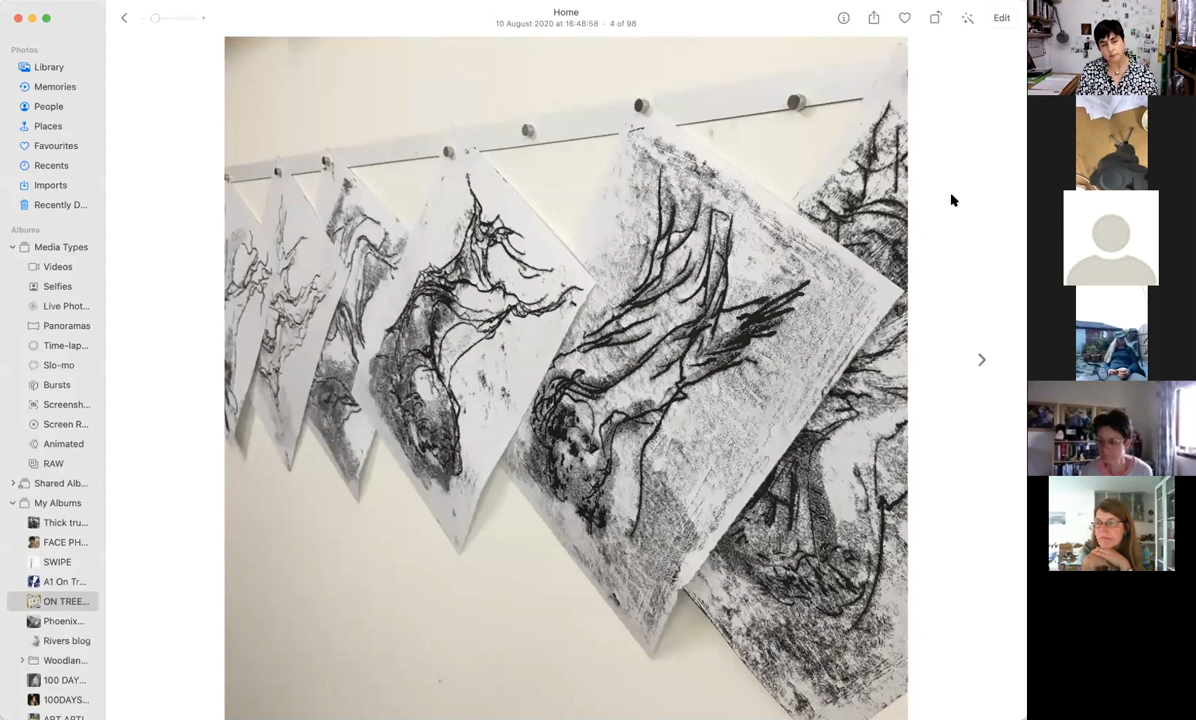 Home
10 August 2020 at 16:48:58 · 4 of 98
Edit
Photos
Library
Memories
People
Places
Favourites
Recents
Imports
Recently D...
Albums
Media Types
Videos
Selfies
Live Phot...
Panoramas
Time-lap...
Slo-mo
Bursts
Screensh...
Screen R...
Animated
RAW
Shared Alb...
My Albums
Thick tru...
FACE PH...
SWIPE
A1 On Tr...
ON TREE...
Phoenix...
Rivers blog
Woodlan...
100 DAY...
100DAYS...